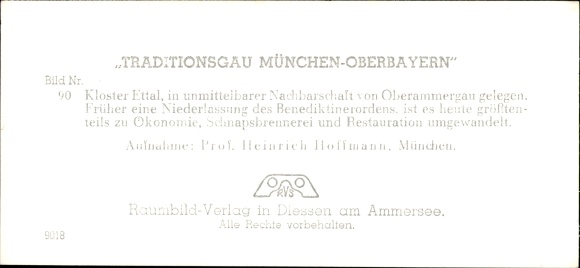 „TRADITIONSGAU MÜNCHEN-OBERBAYERN“
Bild Nr.
90 Kloster Ettal, in unmittelbarer Nachbarschaft von Oberammergau gelegen.
Früher eine Niederlassung des Benediktinerordens, ist es heute größten-
teils zu Ökonomie, Schnapsbrennerei und Restauration umgewandelt.
Aufnahme: Prof. Heinrich Hoffmann, München.
RVS
Raumbild-Verlag in Diessen am Ammersee.
Alle Rechte vorbehalten.
9018